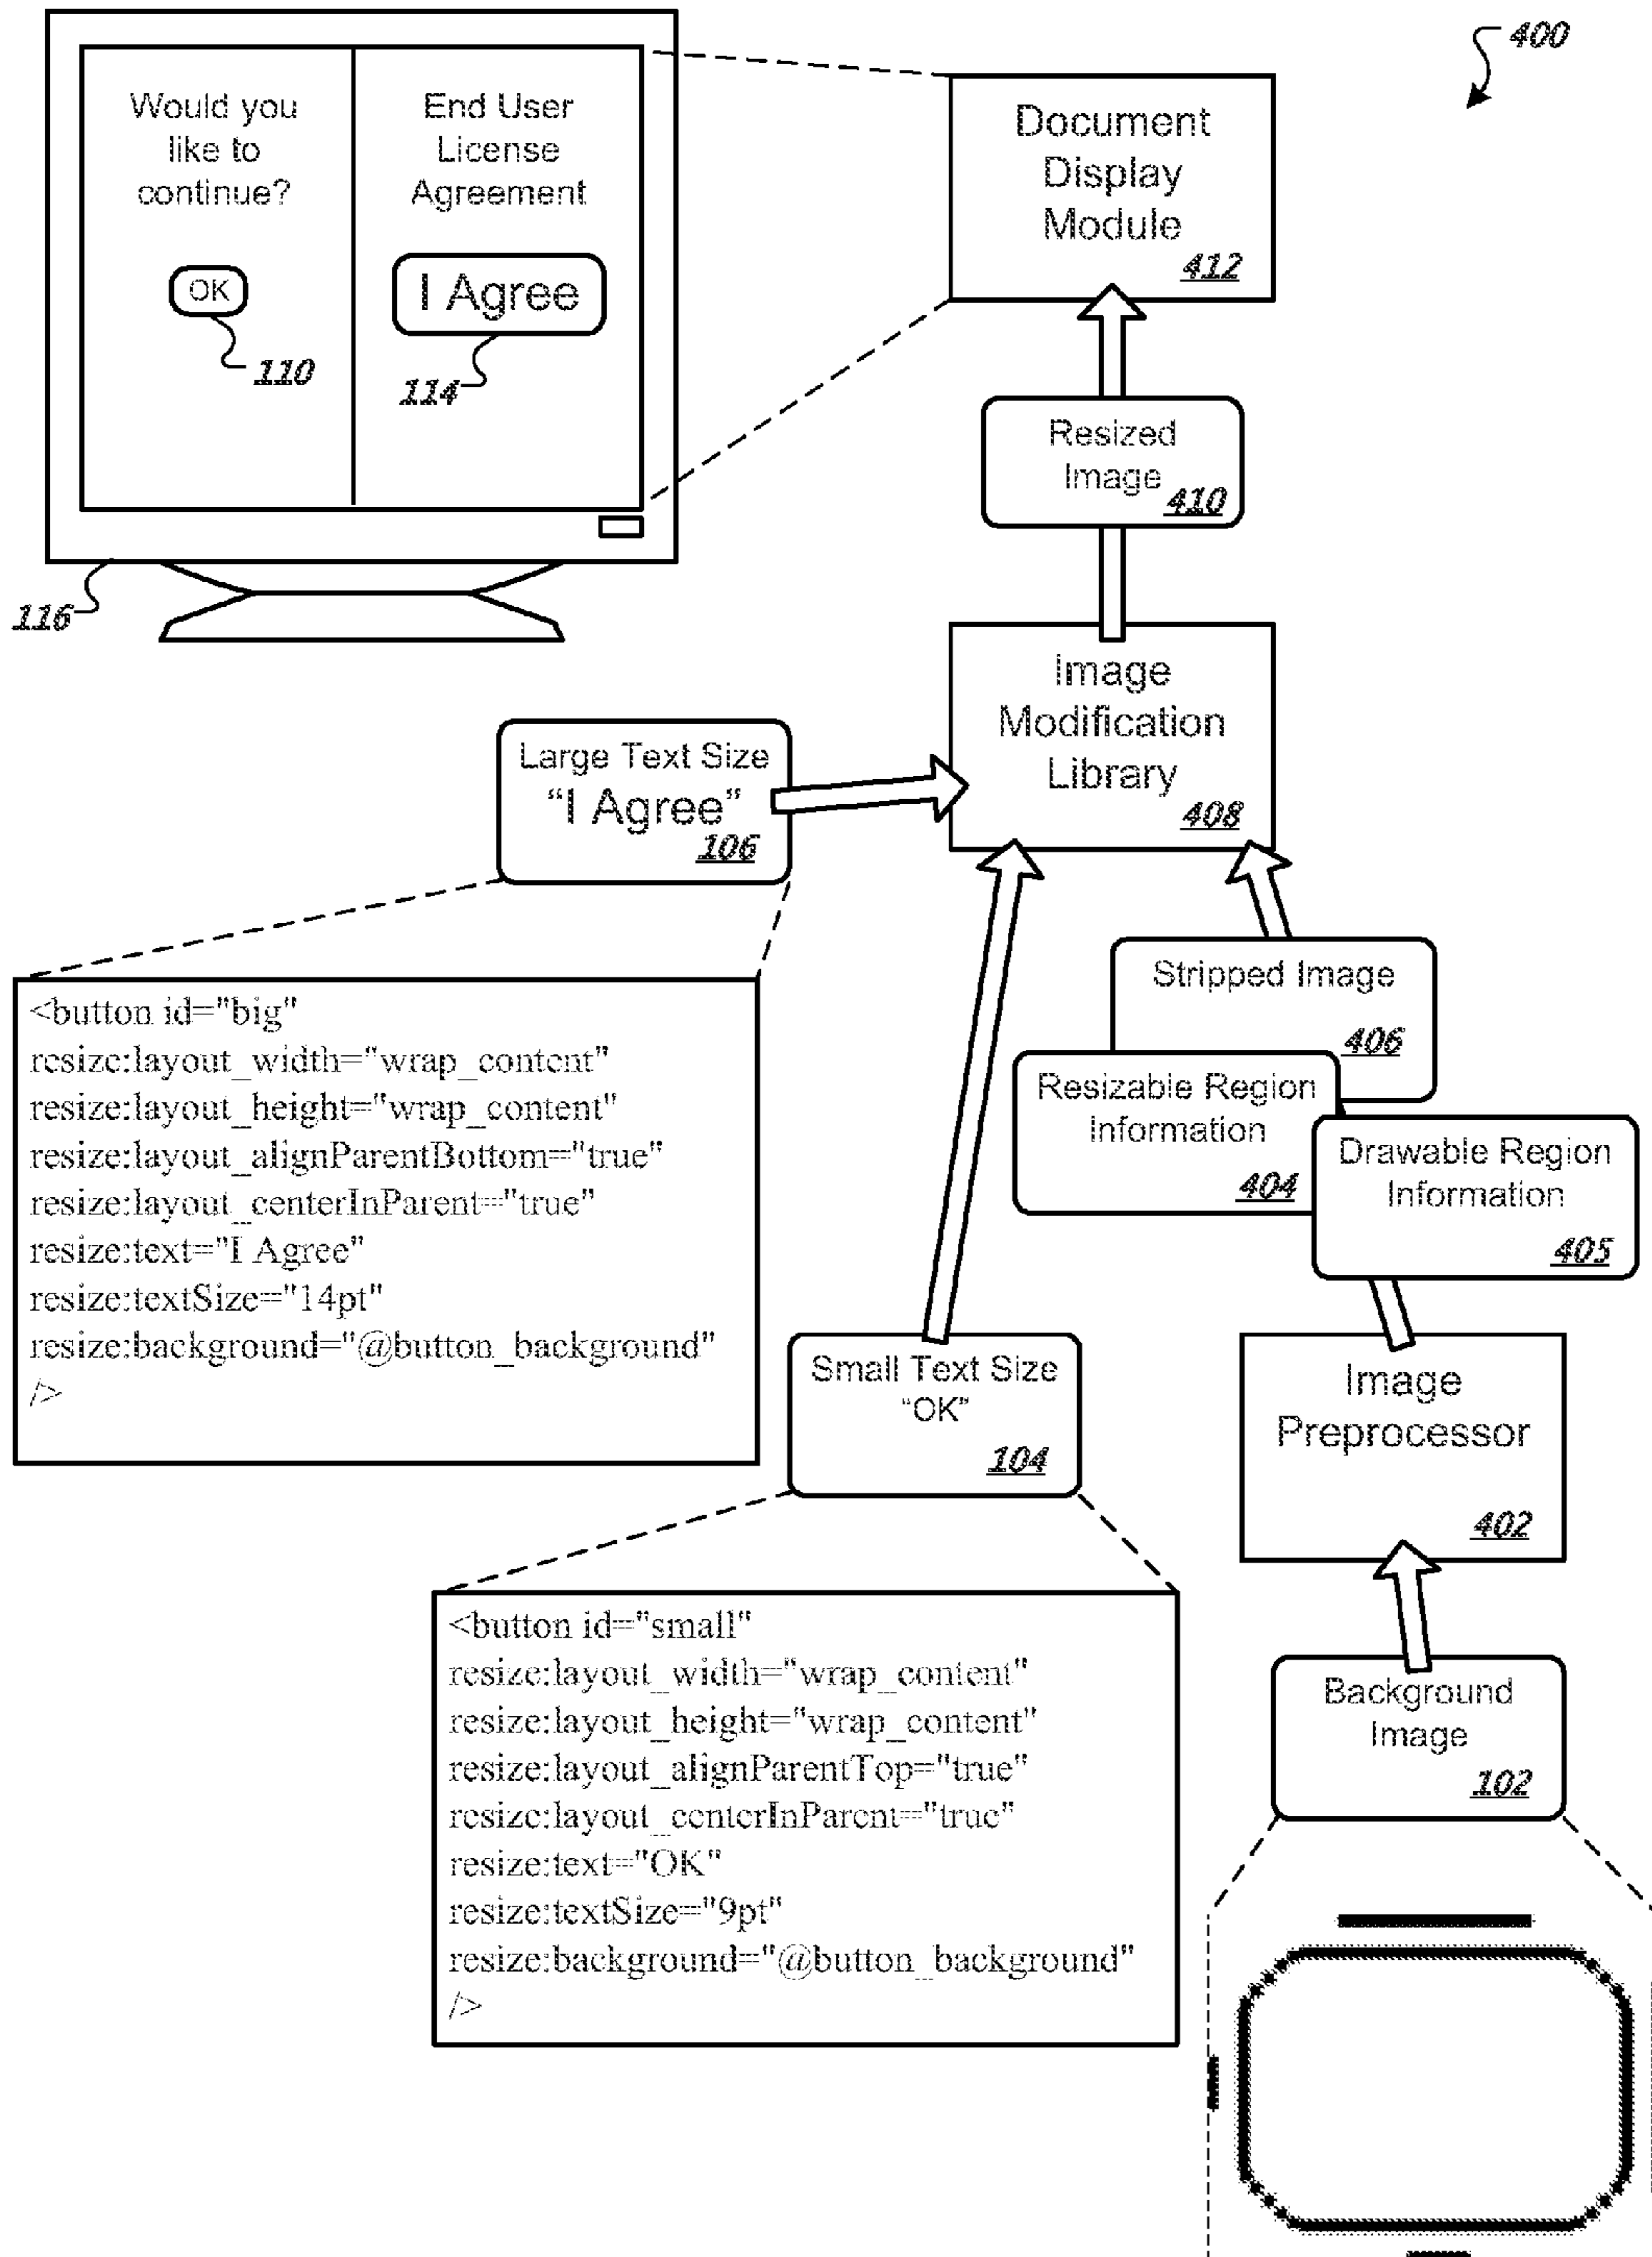 400
Would you
like to
continue?
OK
110
End User
License
Agreement
I Agree
114
116
Document
Display
Module
412
Resized
Image
410
Image
Modification
Library
408
Large Text Size
“I Agree”
106
<button id="big"
resize:layout_width="wrap_content"
resize:layout_height="wrap_content"
resize:layout_alignParentBottom="true"
resize:layout_centerInParent="true"
resize:text="I Agree"
resize:textSize="14pt"
resize:background="@button_background"
/>
Stripped Image
406
Resizable Region
Information
404
Drawable Region
Information
405
Small Text Size
“OK”
104
Image
Preprocessor
402
<button id="small"
resize:layout_width="wrap_content"
resize:layout_height="wrap_content"
resize:layout_alignParentTop="true"
resize:layout_centerInParent="true"
resize:text="OK"
resize:textSize="9pt"
resize:background="@button_background"
/>
Background
Image
102